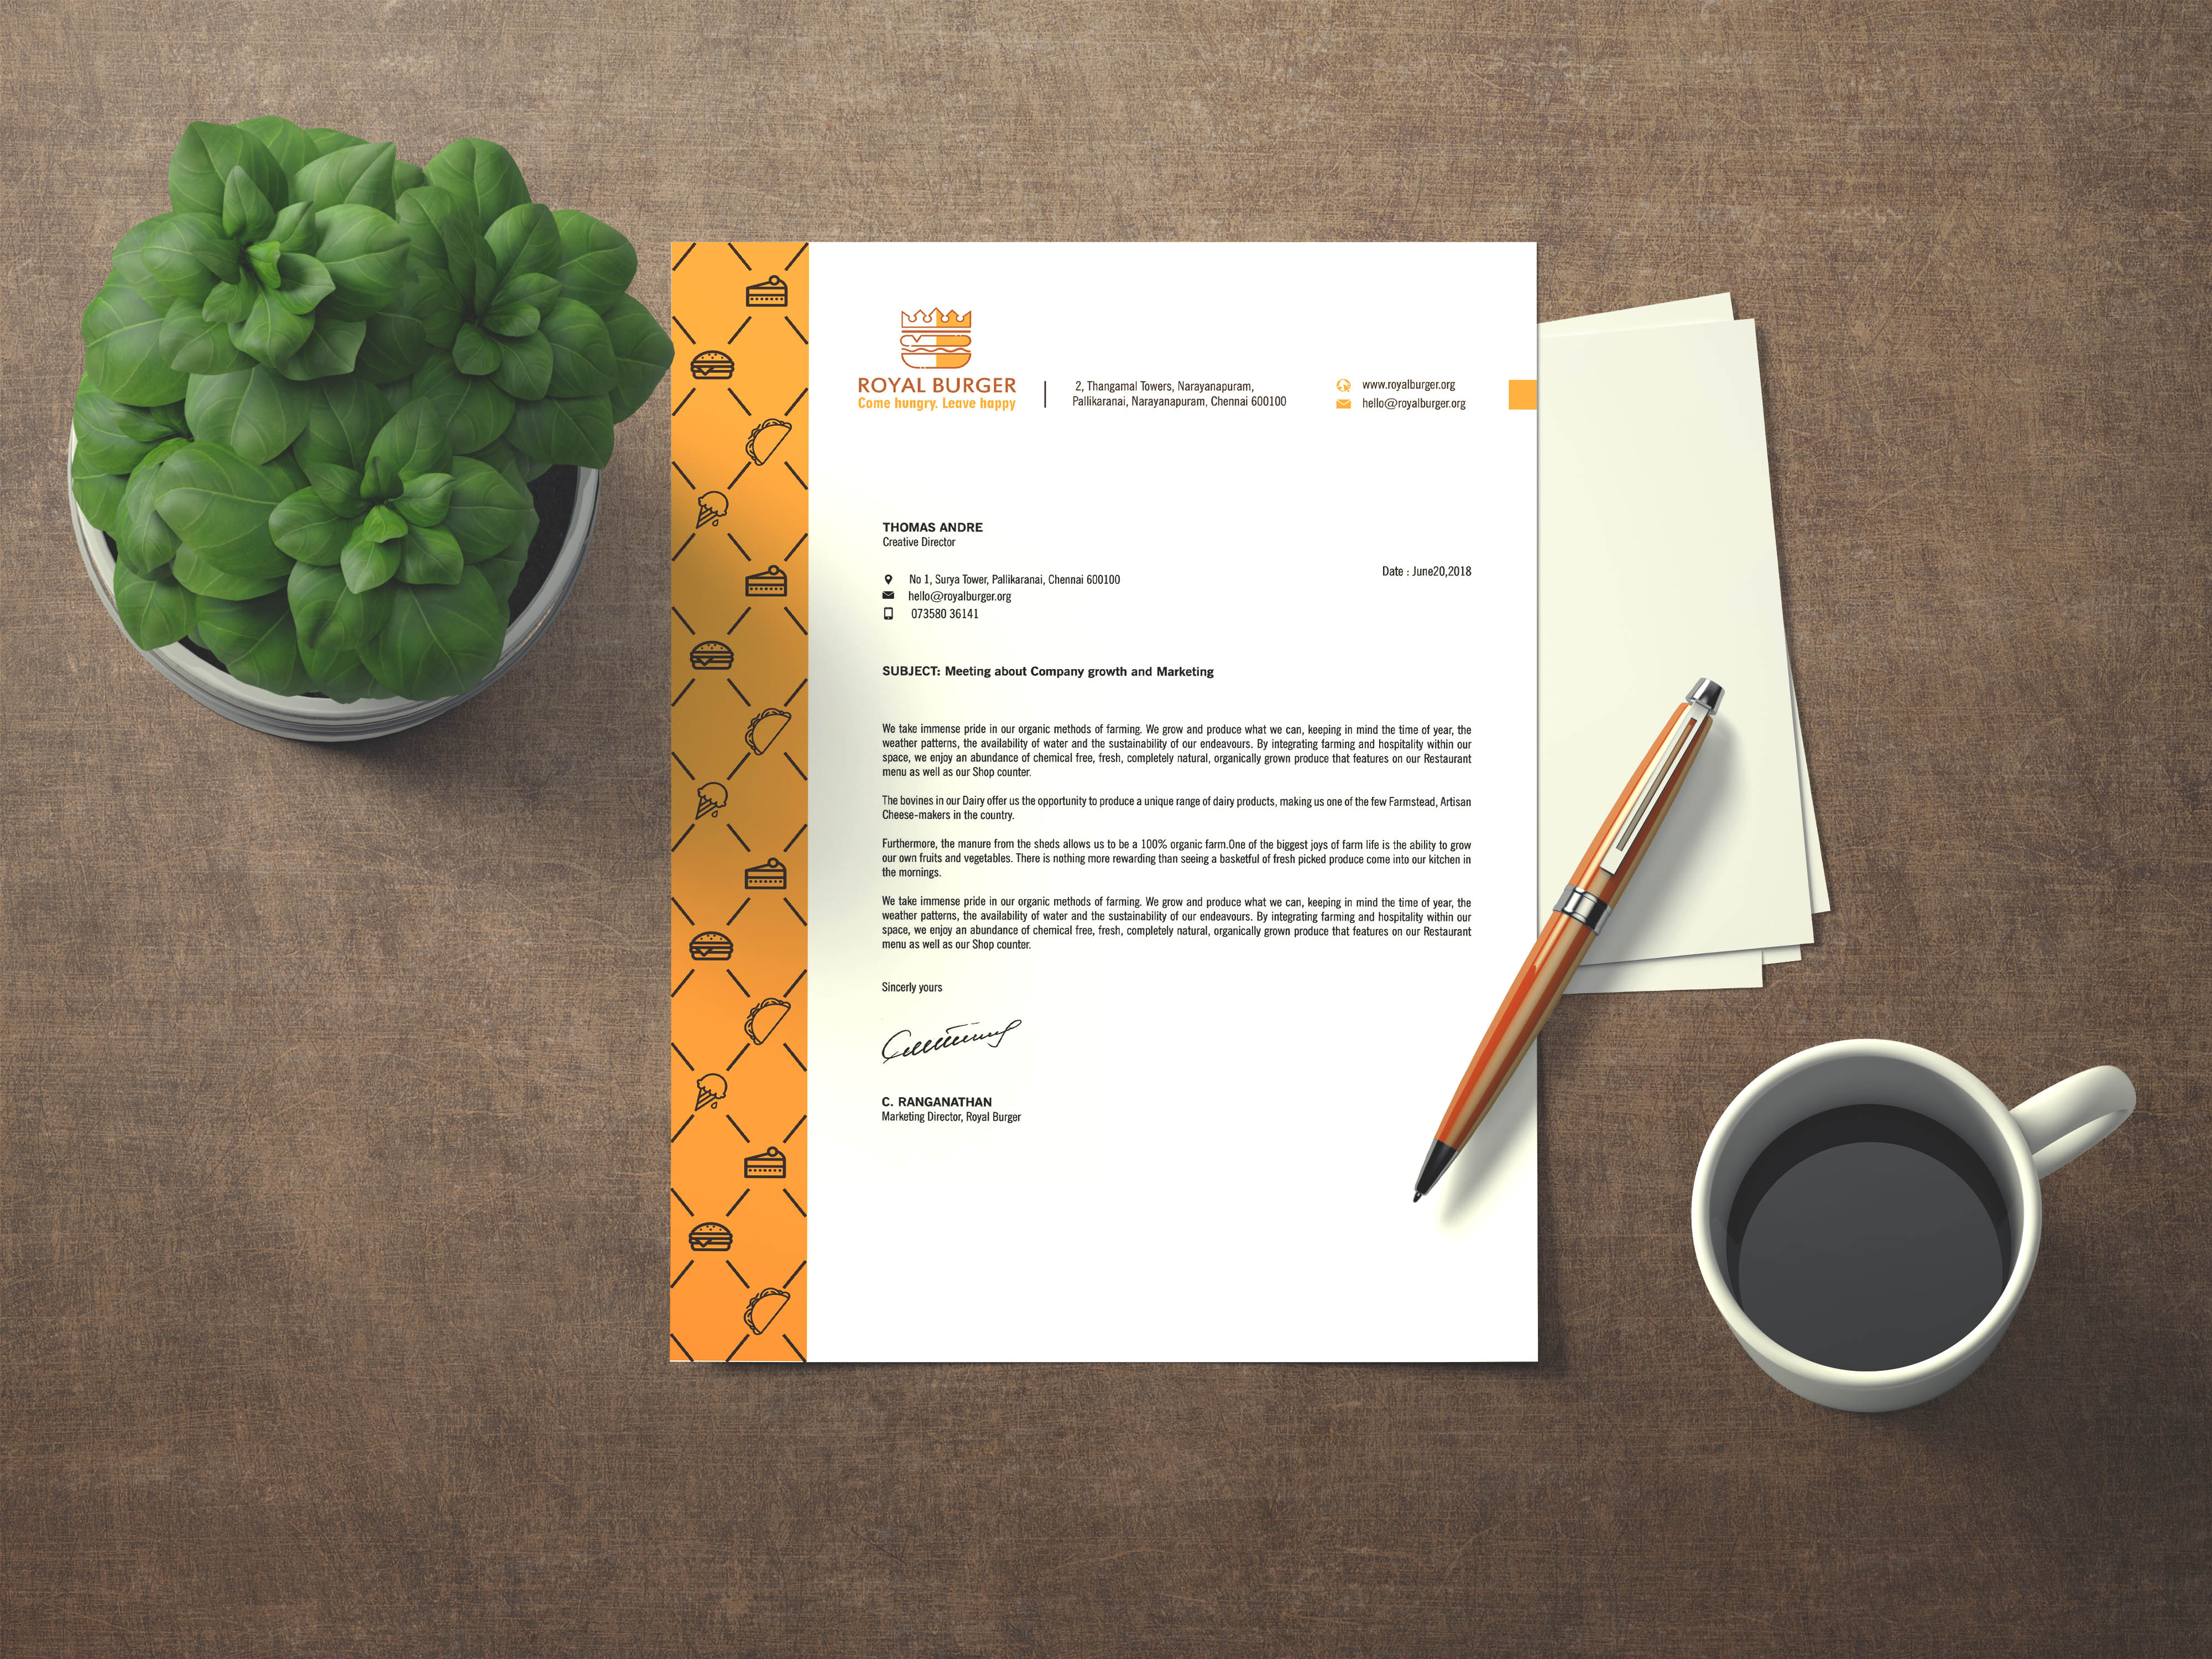 ROYAL BURGER
Come hungry. Leave happy
2, Thangamal Towers, Narayanapuram,
Pallikaranai, Narayanapuram, Chennai 600100
www.royalburger.org
hello@royalburger.org
THOMAS ANDRE
Creative Director
Date : June20,2018
No 1, Surya Tower, Pallikaranai, Chennai 600100
hello@royalburger.org
073580 36141
SUBJECT: Meeting about Company growth and Marketing
We take immense pride in our organic methods of farming. We grow and produce what we can, keeping in mind the time of year, the
weather patterns, the availability of water and the sustainability of our endeavours. By integrating farming and hospitality within our
space, we enjoy an abundance of chemical free, fresh, completely natural, organically grown produce that features on our Restaurant
menu as well as our Shop counter.
The bovines in our Dairy offer us the opportunity to produce a unique range of dairy products, making us one of the few Farmstead, Artisan
Cheese-makers in the country.
Furthermore, the manure from the sheds allows us to be a 100% organic farm.One of the biggest joys of farm life is the ability to grow
our own fruits and vegetables. There is nothing more rewarding than seeing a basketful of fresh picked produce come into our kitchen in
the mornings.
We take immense pride in our organic methods of farming. We grow and produce what we can, keeping in mind the time of year, the
weather patterns, the availability of water and the sustainability of our endeavours. By integrating farming and hospitality within our
space, we enjoy an abundance of chemical free, fresh, completely natural, organically grown produce that features on our Restaurant
menu as well as our Shop counter.
Sincerly yours
C. RANGANATHAN
Marketing Director, Royal Burger